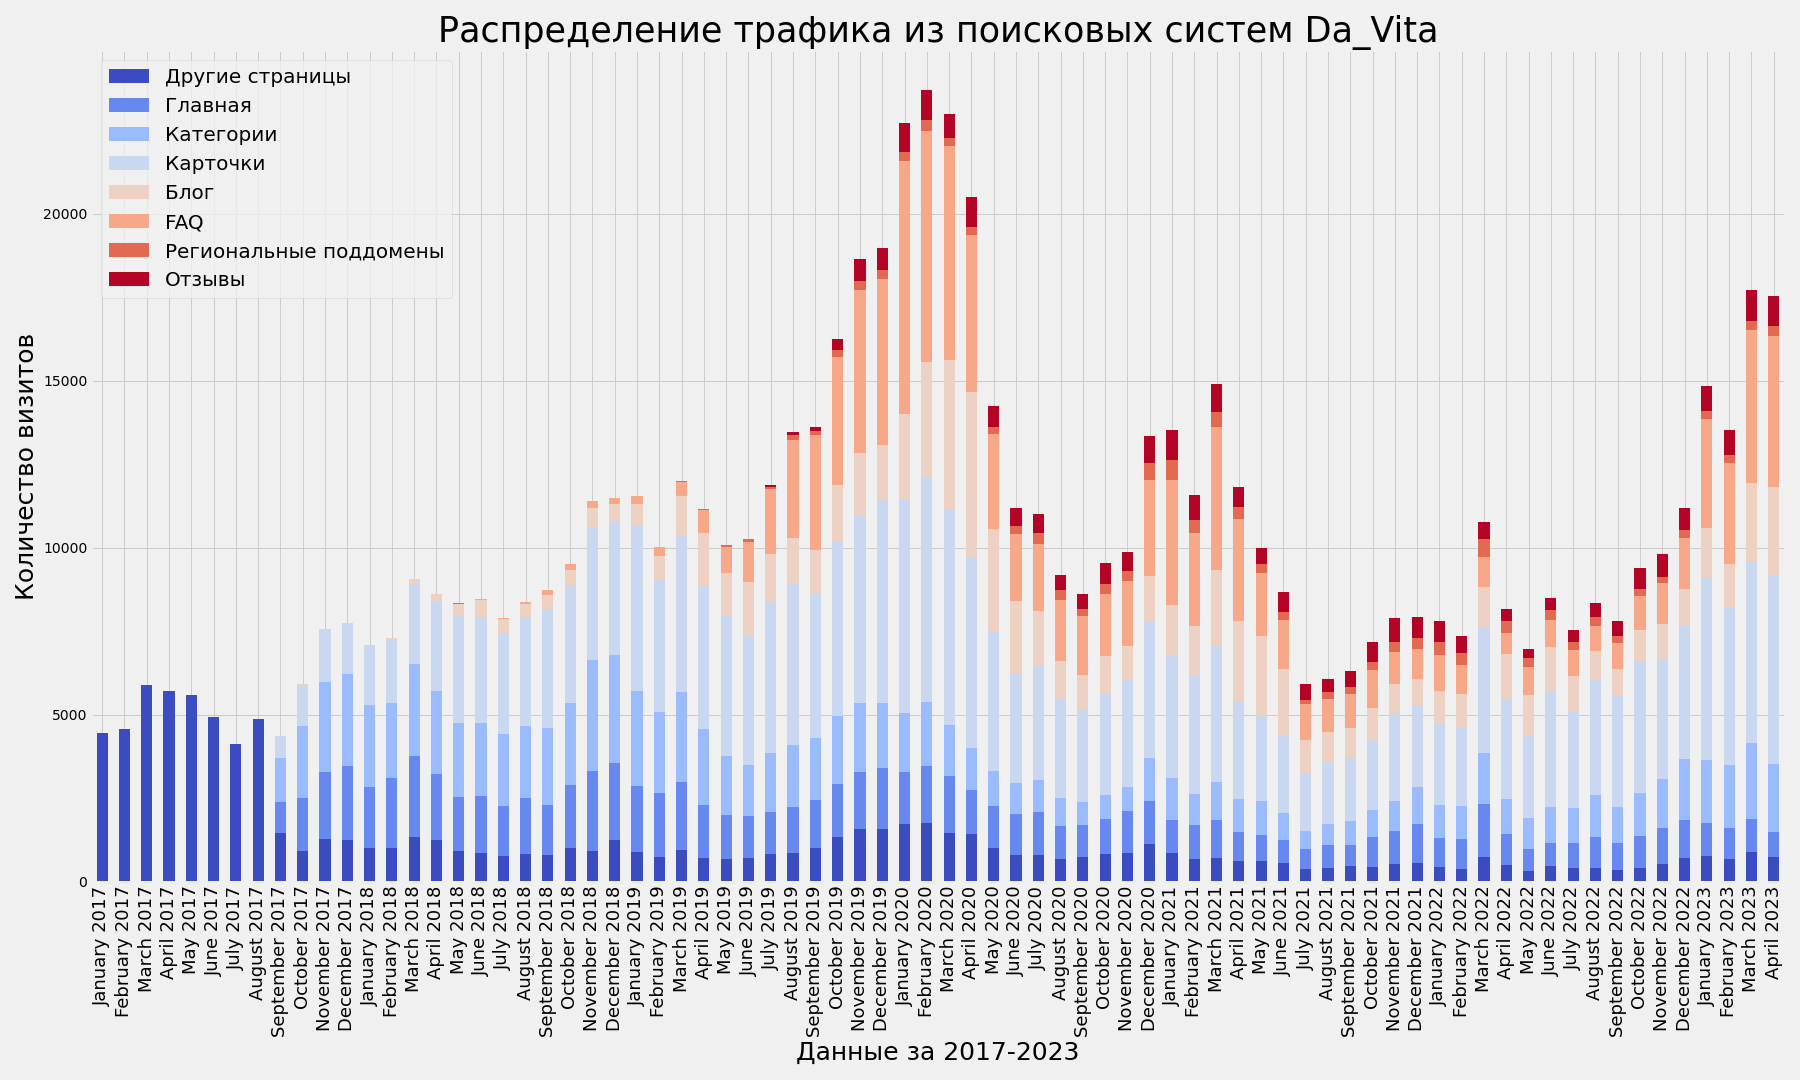 Распределение трафика из поисковых систем Da_Vita
Другие страницы
Главная
Категории
Карточки
Блог
FAQ
Региональные поддомены
Отзывы
Количество визитов
20000
15000
10000
5000
0
January 2017
February 2017
March 2017
April 2017
May 2017
June 2017
July 2017
August 2017
September 2017
October 2017
November 2017
December 2017
January 2018
February 2018
March 2018
April 2018
May 2018
June 2018
July 2018
August 2018
September 2018
October 2018
November 2018
December 2018
January 2019
February 2019
March 2019
April 2019
May 2019
June 2019
July 2019
August 2019
September 2019
October 2019
November 2019
December 2019
January 2020
February 2020
March 2020
April 2020
May 2020
June 2020
July 2020
August 2020
September 2020
October 2020
November 2020
December 2020
January 2021
February 2021
March 2021
April 2021
May 2021
June 2021
July 2021
August 2021
September 2021
October 2021
November 2021
December 2021
January 2022
February 2022
March 2022
April 2022
May 2022
June 2022
July 2022
August 2022
September 2022
October 2022
November 2022
December 2022
January 2023
February 2023
March 2023
April 2023
Данные за 2017-2023